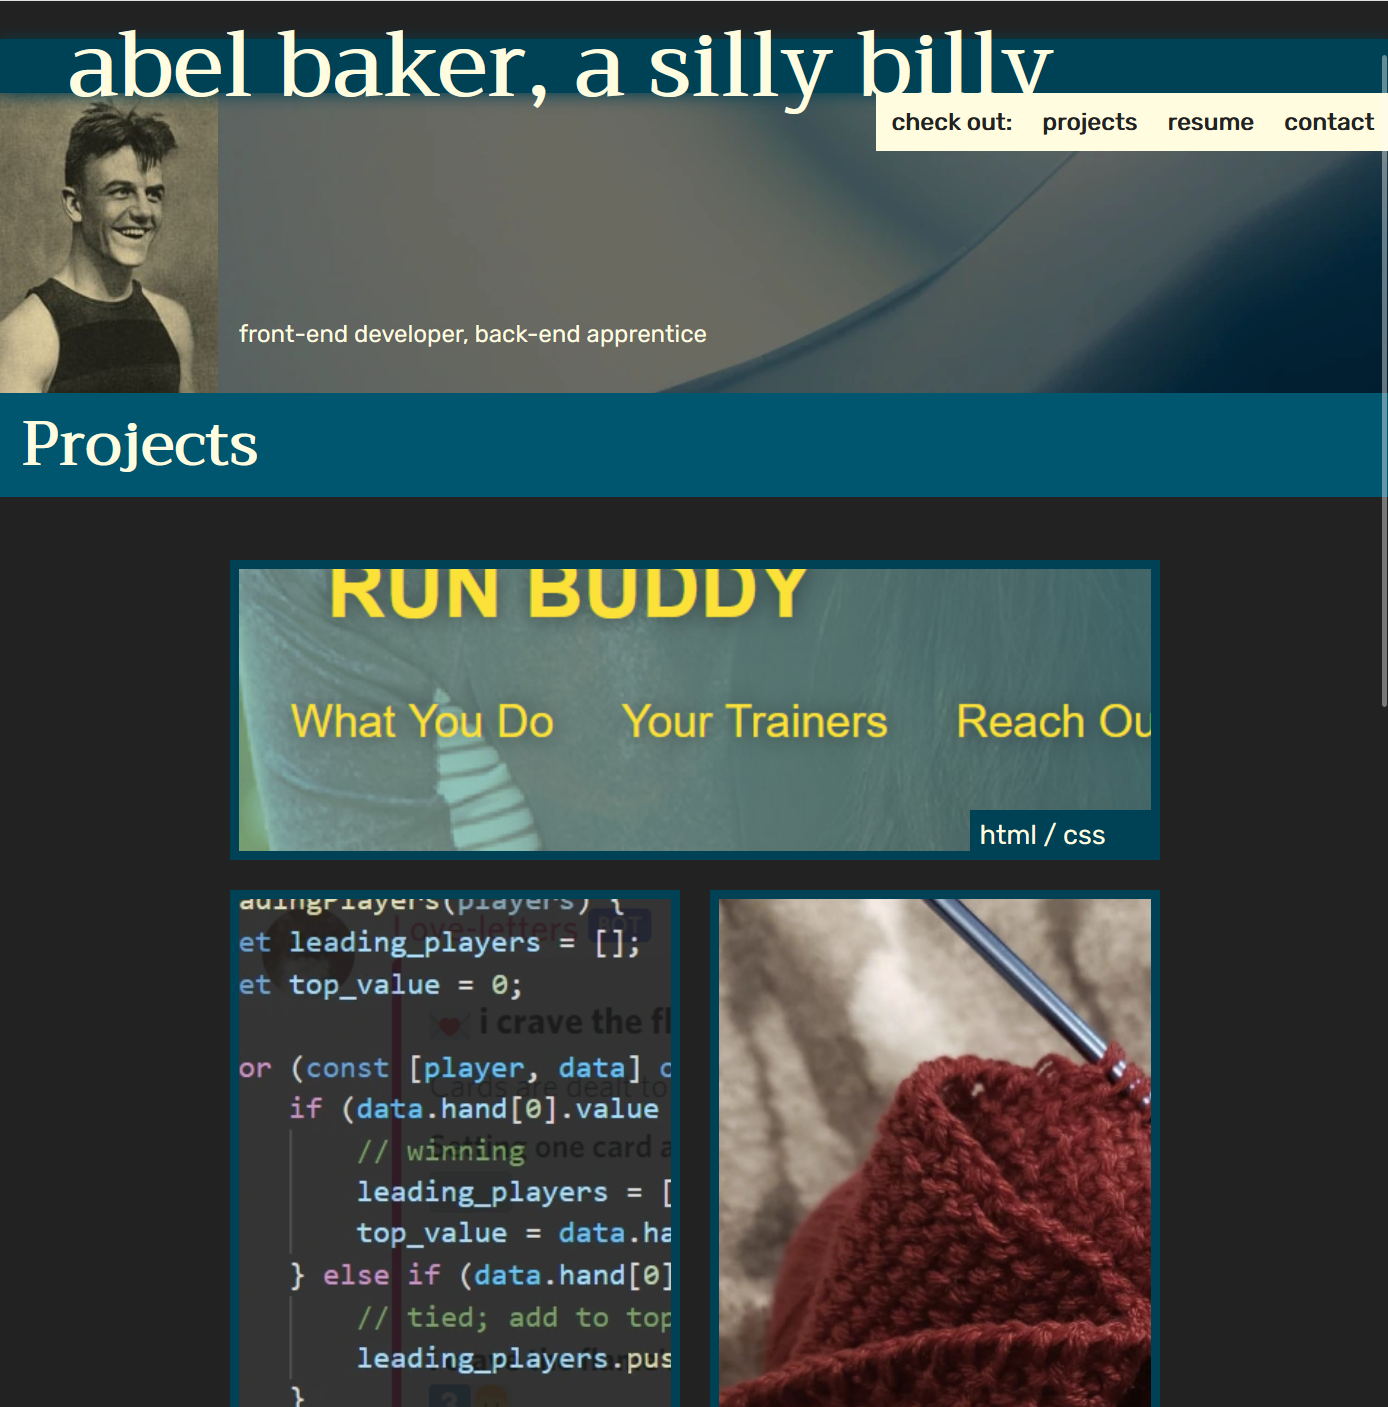 abel baker, a silly billy
check out: projects resume contact
front-end developer, back-end apprentice
Projects
RUN BUDDY
What You Do Your Trainers Reach Ou
html / css
adingPlayers(players) {
Love-letters BOT
et leading_players = [];
et top_value = 0;
i crave the fl
or (const [player, data] o
Cards are dealt to
if (data.hand[0].value
Setting one card a
// winning
leading_players = [
top_value = data.ha
} else if (data.hand[0]
// tied; add to top
leading_players.pus
}
3